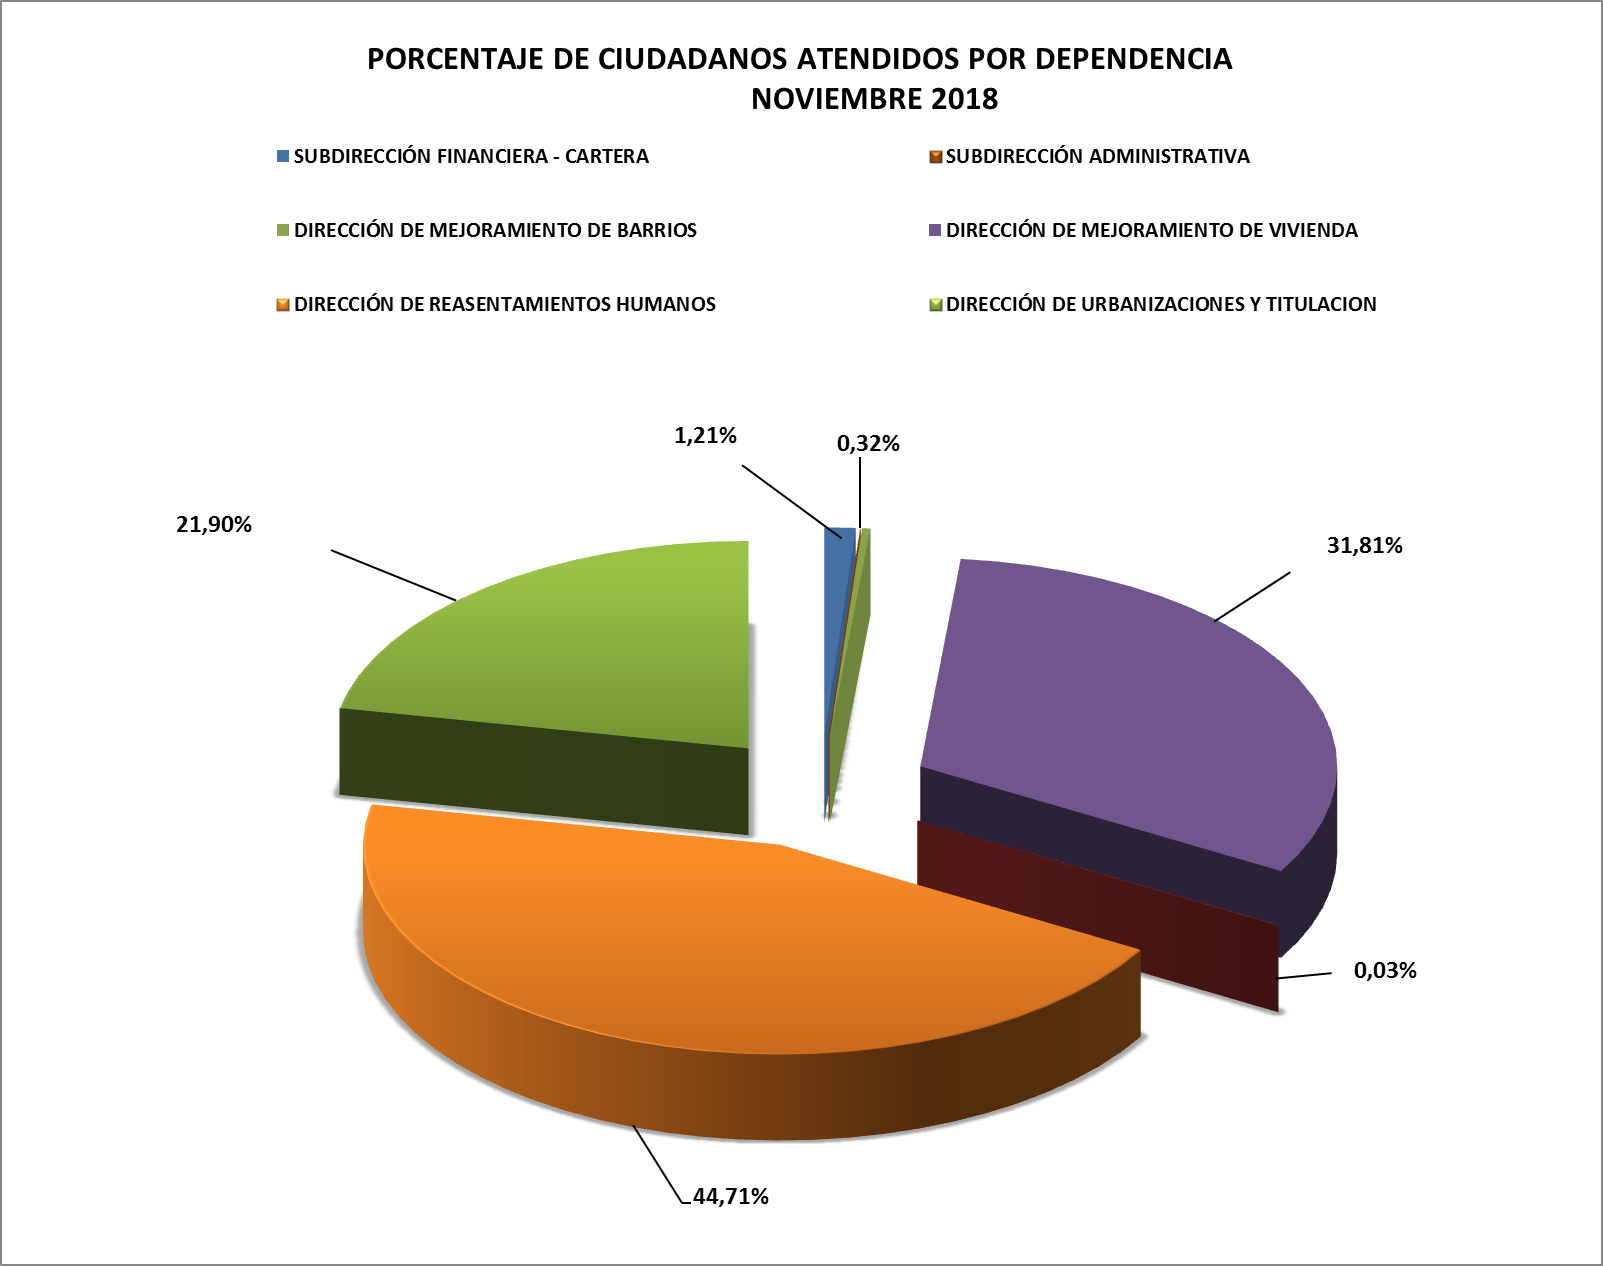 PORCENTAJE DE CIUDADANOS ATENDIDOS POR DEPENDENCIA
NOVIEMBRE 2018
SUBDIRECCIÓN FINANCIERA - CARTERA
SUBDIRECCIÓN ADMINISTRATIVA
DIRECCIÓN DE MEJORAMIENTO DE BARRIOS
DIRECCIÓN DE MEJORAMIENTO DE VIVIENDA
DIRECCIÓN DE REASENTAMIENTOS HUMANOS
DIRECCIÓN DE URBANIZACIONES Y TITULACION
1,21%
0,32%
21,90%
31,81%
0,03%
44,71%